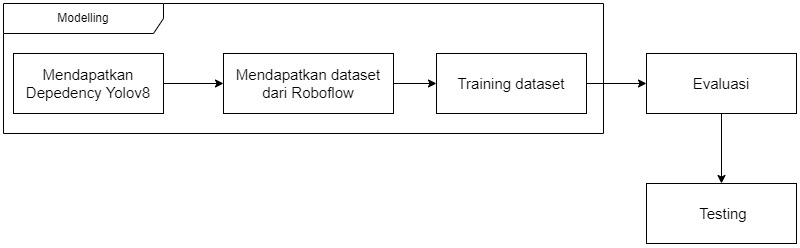 Modelling
Mendapatkan
Depedency Yolov8
Mendapatkan dataset
dari Roboflow
Training dataset
Evaluasi
Testing